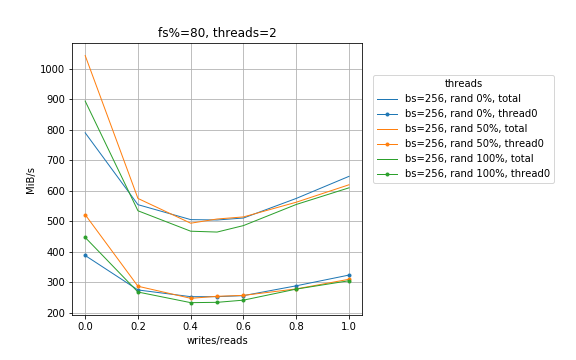 fs%=80, threads=2
MiB/s
1000
900
800
700
600
500
400
300
200
0.0 0.2 0.4 0.6 0.8 1.0
writes/reads
threads
bs=256, rand 0%, total
bs=256, rand 0%, thread0
bs=256, rand 50%, total
bs=256, rand 50%, thread0
bs=256, rand 100%, total
bs=256, rand 100%, thread0